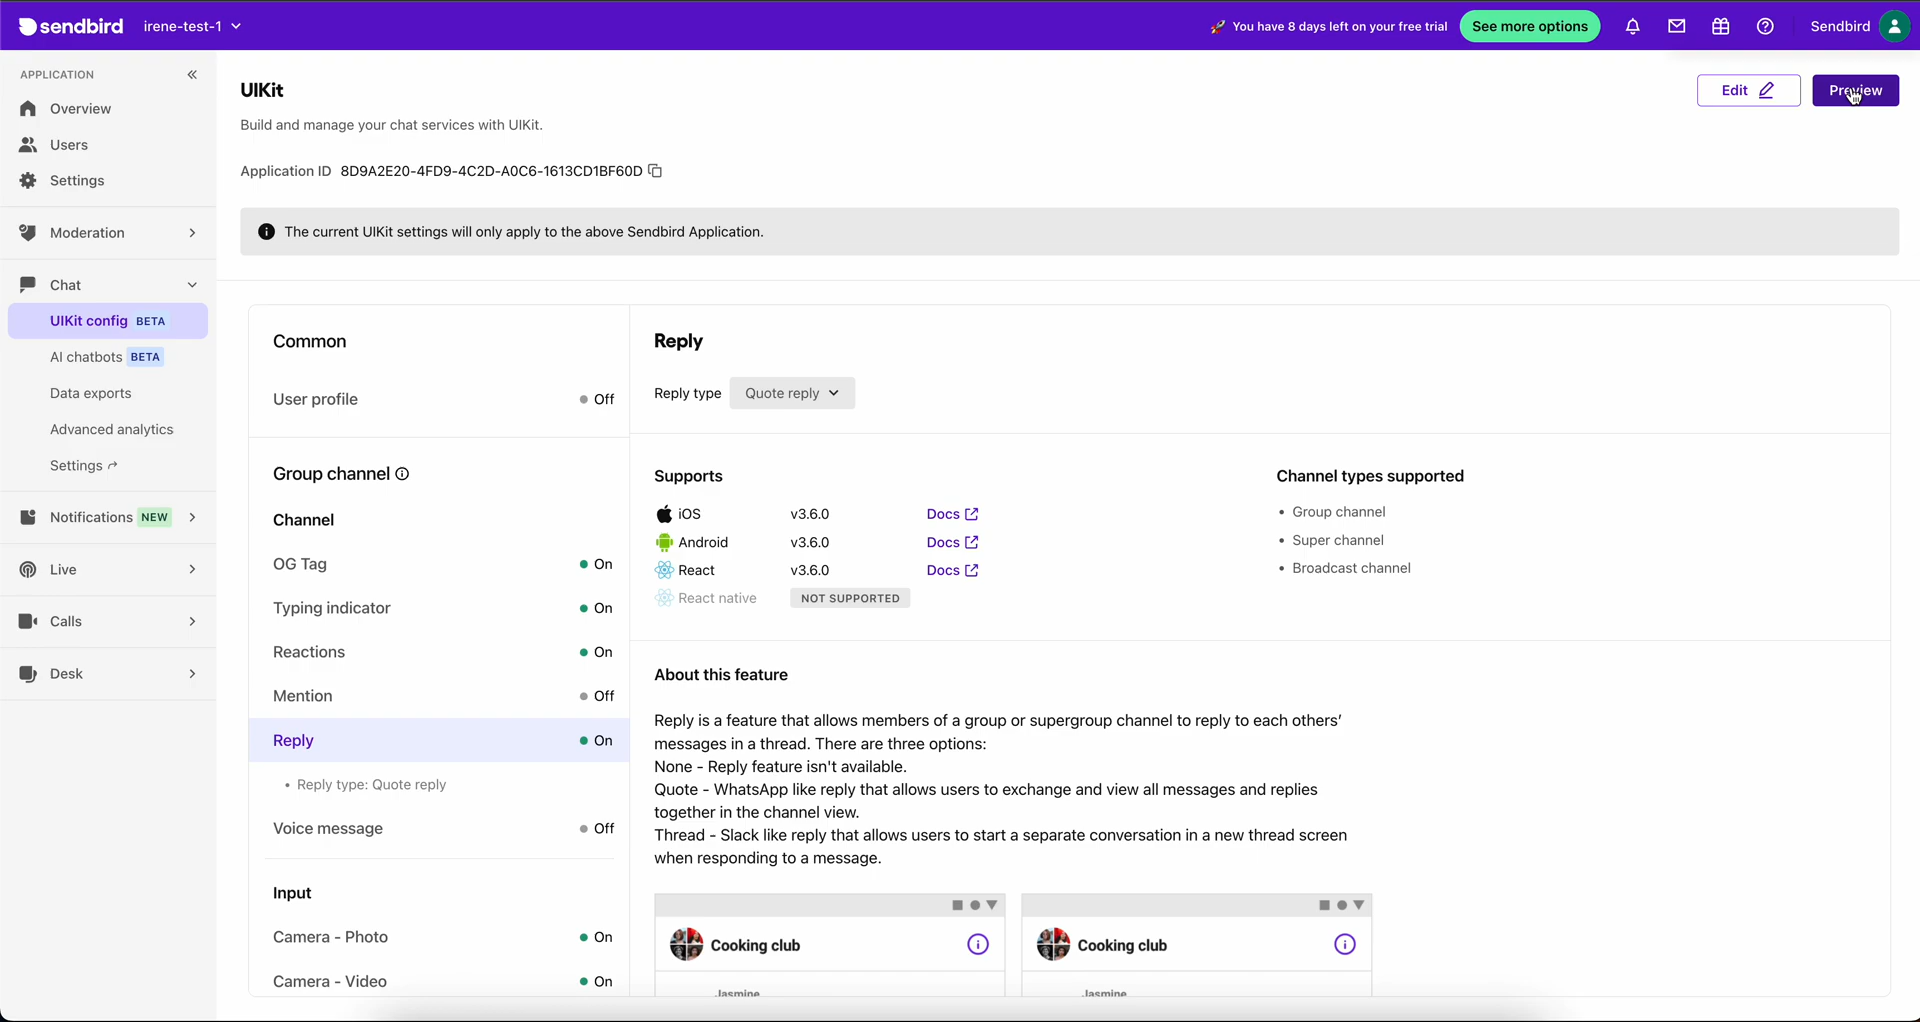 sendbird irene-test-1
🚀 You have 8 days left on your free trial See more options Sendbird
APPLICATION
Overview
Users
Settings
Moderation
Chat
UIKit config BETA
AI chatbots BETA
Data exports
Advanced analytics
Settings
Notifications NEW
Live
Calls
Desk
UIKit
Edit Preview
Build and manage your chat services with UIKit.
Application ID 8D9A2E20-4FD9-4C2D-A0C6-1613CD1BF60D
The current UIKit settings will only apply to the above Sendbird Application.
Common
User profile Off
Group channel
Channel
OG Tag On
Typing indicator On
Reactions On
Mention Off
Reply On
• Reply type: Quote reply
Voice message Off
Input
Camera - Photo On
Camera - Video On
Reply
Reply type Quote reply
Supports
iOS v3.6.0 Docs
Android v3.6.0 Docs
React v3.6.0 Docs
React native NOT SUPPORTED
Channel types supported
• Group channel
• Super channel
• Broadcast channel
About this feature
Reply is a feature that allows members of a group or supergroup channel to reply to each others’
messages in a thread. There are three options:
None - Reply feature isn't available.
Quote - WhatsApp like reply that allows users to exchange and view all messages and replies
together in the channel view.
Thread - Slack like reply that allows users to start a separate conversation in a new thread screen
when responding to a message.
Cooking club
Jasmine
Cooking club
Jasmine